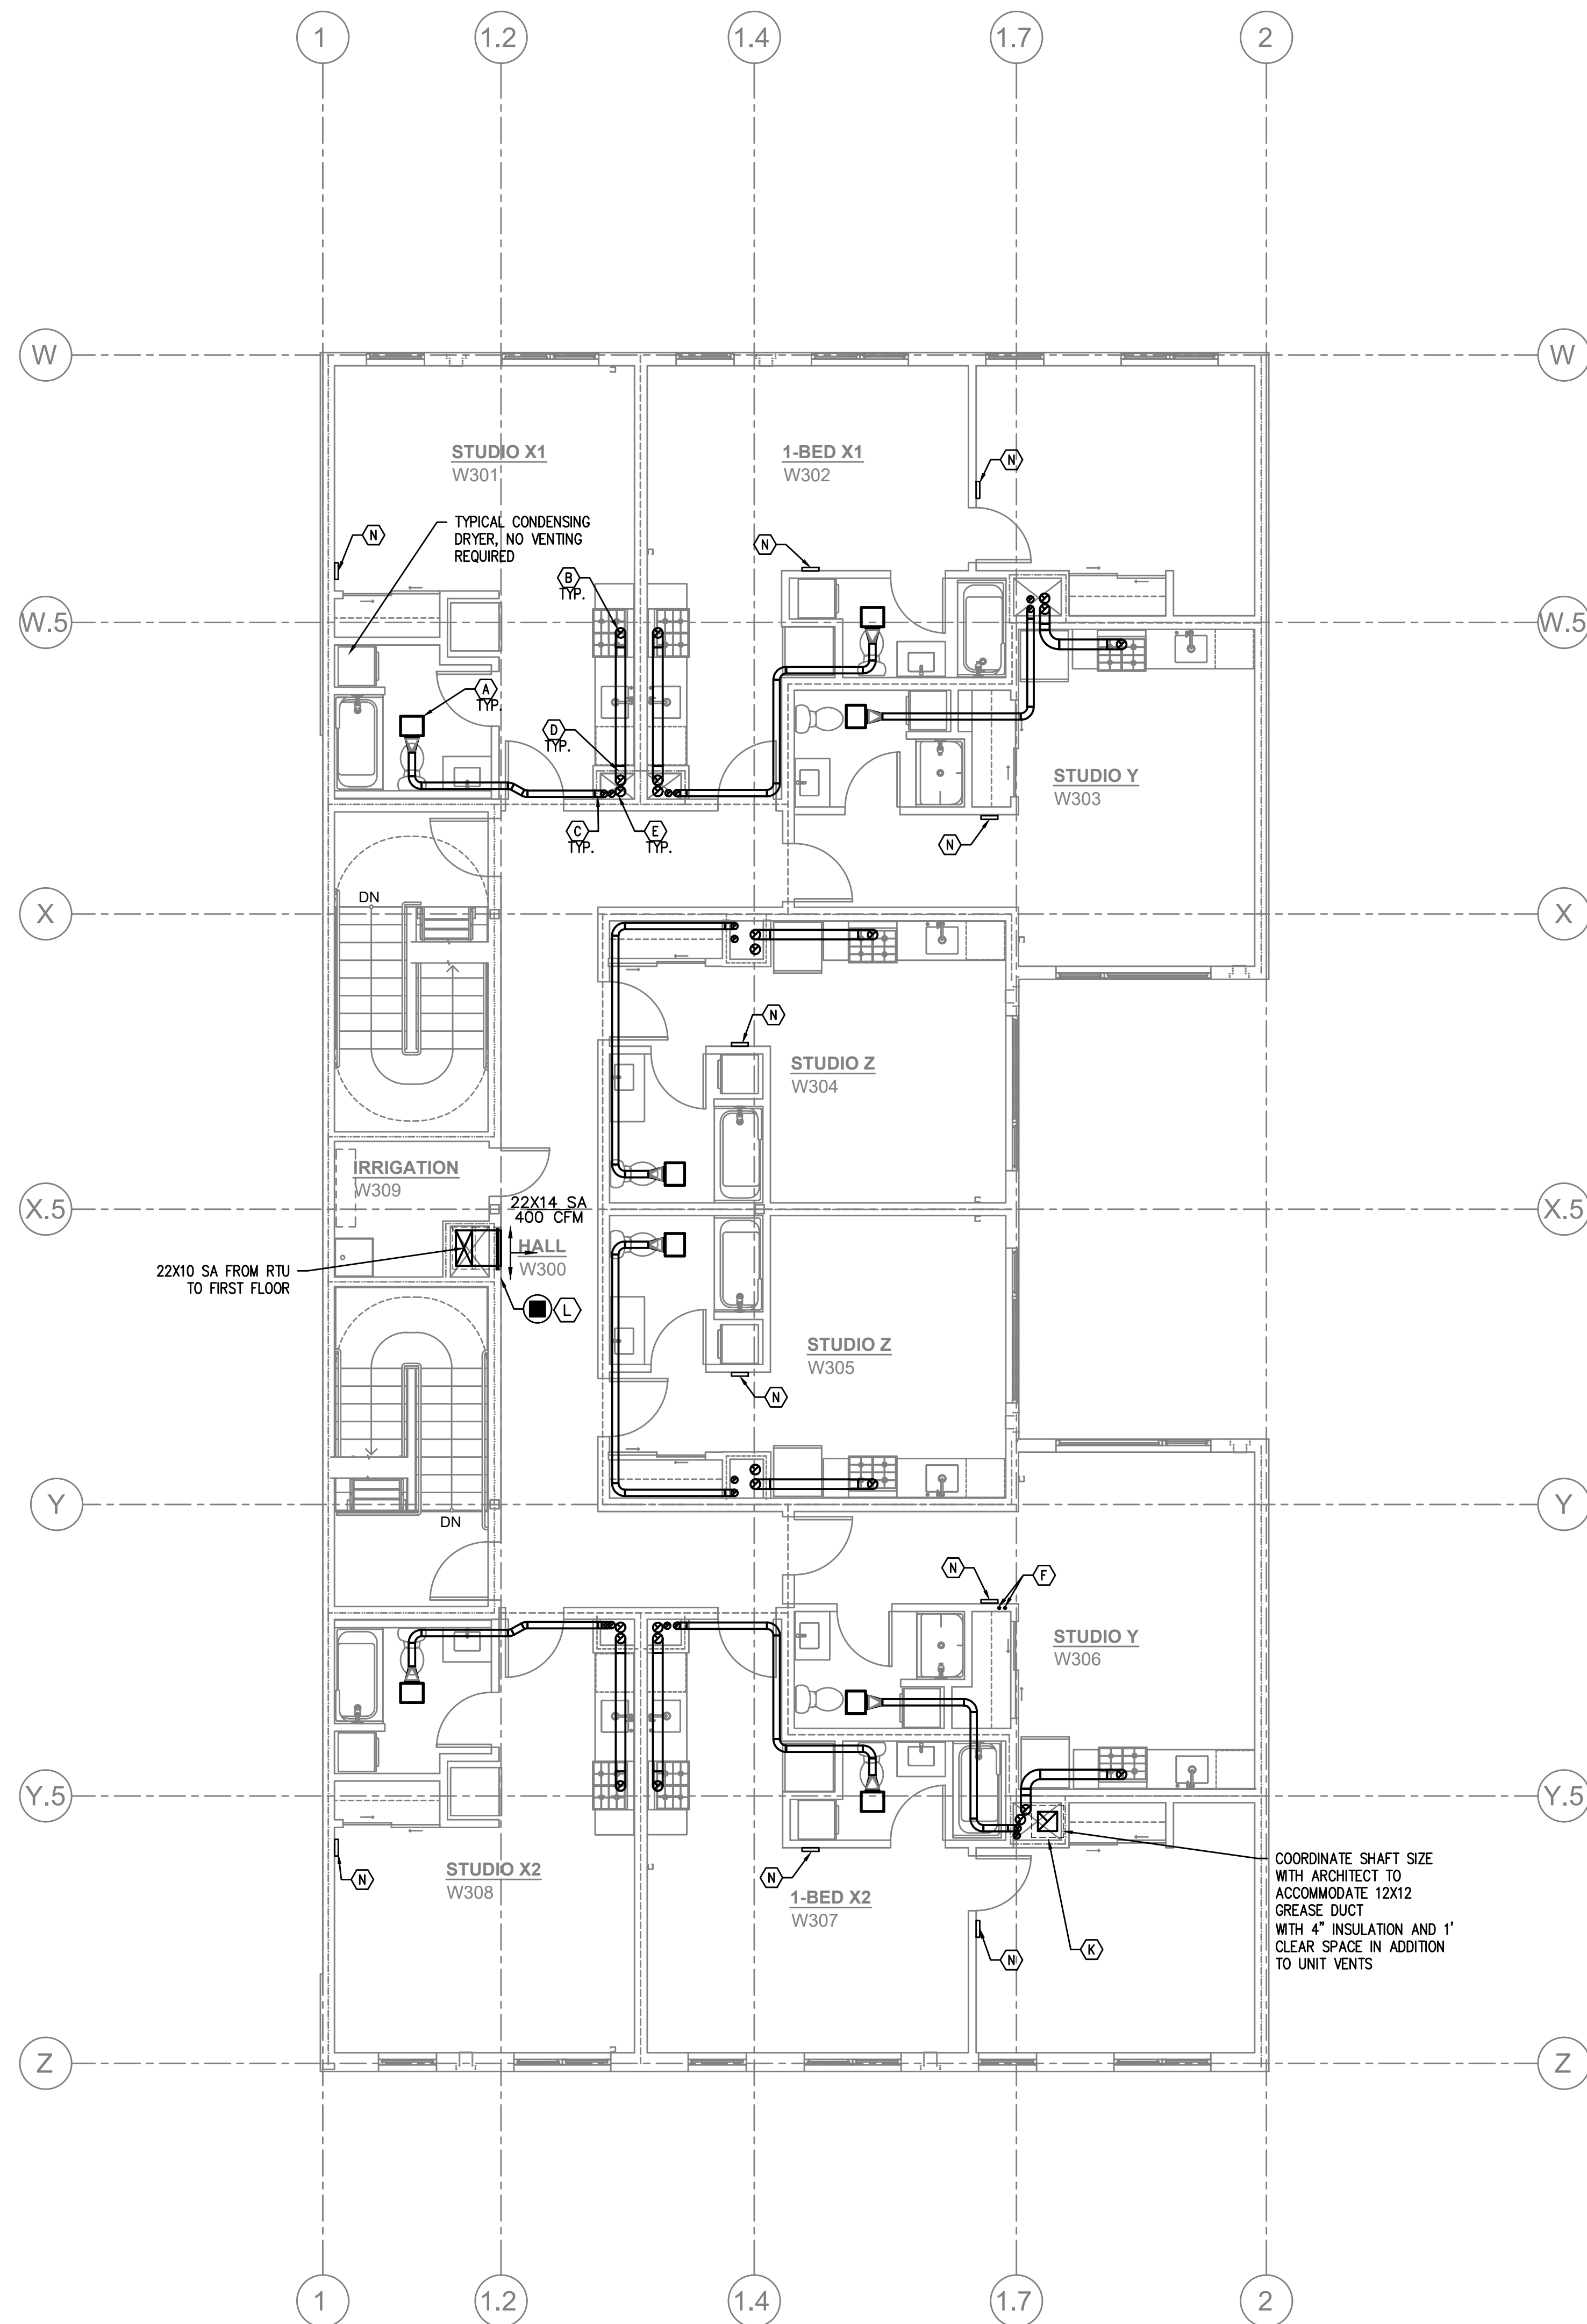 1
1.2
1.4
1.7
2
W
W
STUDIO X1
W301
1-BED X1
W302
N
TYPICAL CONDENSING
DRYER, NO VENTING
REQUIRED
N
N
B
TYP.
W.5
W.5
A
TYP.
D
TYP.
STUDIO Y
W303
C
TYP.
E
TYP.
N
DN
X
X
N
STUDIO Z
W304
IRRIGATION
W309
X.5
X.5
22X14 SA
400 CFM
HALL
W300
22X10 SA FROM RTU
TO FIRST FLOOR
L
STUDIO Z
W305
N
Y
Y
DN
N
F
STUDIO Y
W306
Y.5
Y.5
STUDIO X2
W308
N
N
1-BED X2
W307
N
K
COORDINATE SHAFT SIZE
WITH ARCHITECT TO
ACCOMMODATE 12X12
GREASE DUCT
WITH 4" INSULATION AND 1'
CLEAR SPACE IN ADDITION
TO UNIT VENTS
Z
Z
1
1.2
1.4
1.7
2